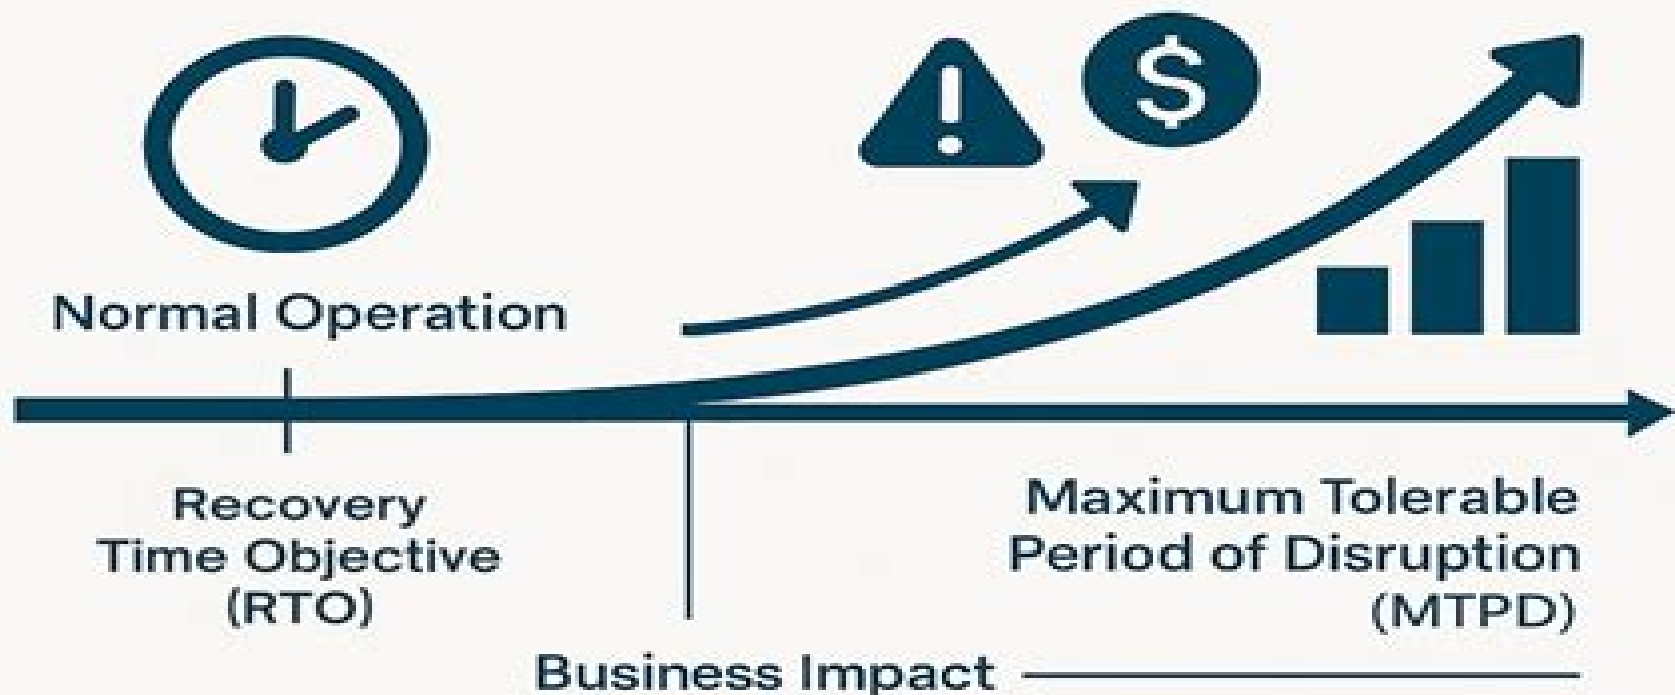 $
Normal Operation
Recovery
Time Objective
(RTO)
Maximum Tolerable
Period of Disruption
(MTPD)
Business Impact